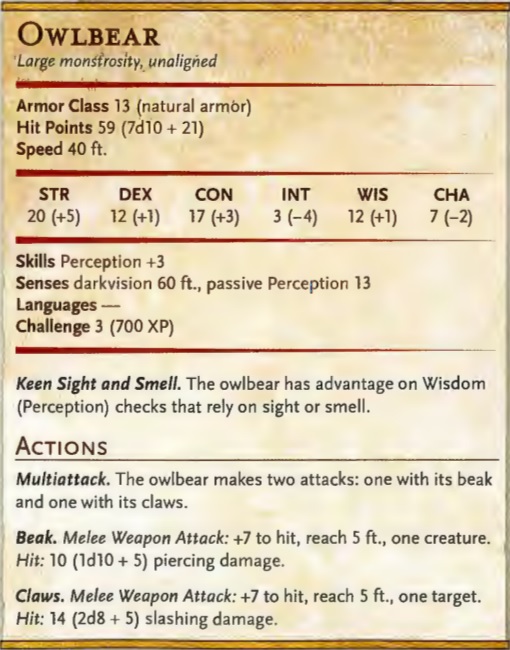 OWLBEAR
Large monstrosity, unaligned
Armor Class 13 (natural armor)
Hit Points 59 (7d10 + 21)
Speed 40 ft.
STR DEX CON INT WIS CHA
20 (+5) 12 (+1) 17 (+3) 3 (−4) 12 (+1) 7 (−2)
Skills Perception +3
Senses darkvision 60 ft., passive Perception 13
Languages —
Challenge 3 (700 XP)
Keen Sight and Smell. The owlbear has advantage on Wisdom
(Perception) checks that rely on sight or smell.
ACTIONS
Multiattack. The owlbear makes two attacks: one with its beak
and one with its claws.
Beak. Melee Weapon Attack: +7 to hit, reach 5 ft., one creature.
Hit: 10 (1d10 + 5) piercing damage.
Claws. Melee Weapon Attack: +7 to hit, reach 5 ft., one target.
Hit: 14 (2d8 + 5) slashing damage.